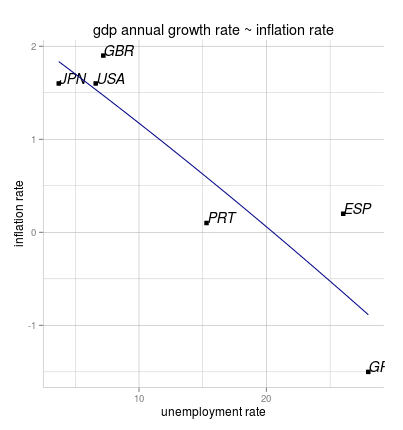 gdp annual growth rate ~ inflation rate
2
GBR
JPN
USA
1
inflation rate
PRT
ESP
0
-1
10
20
unemployment rate